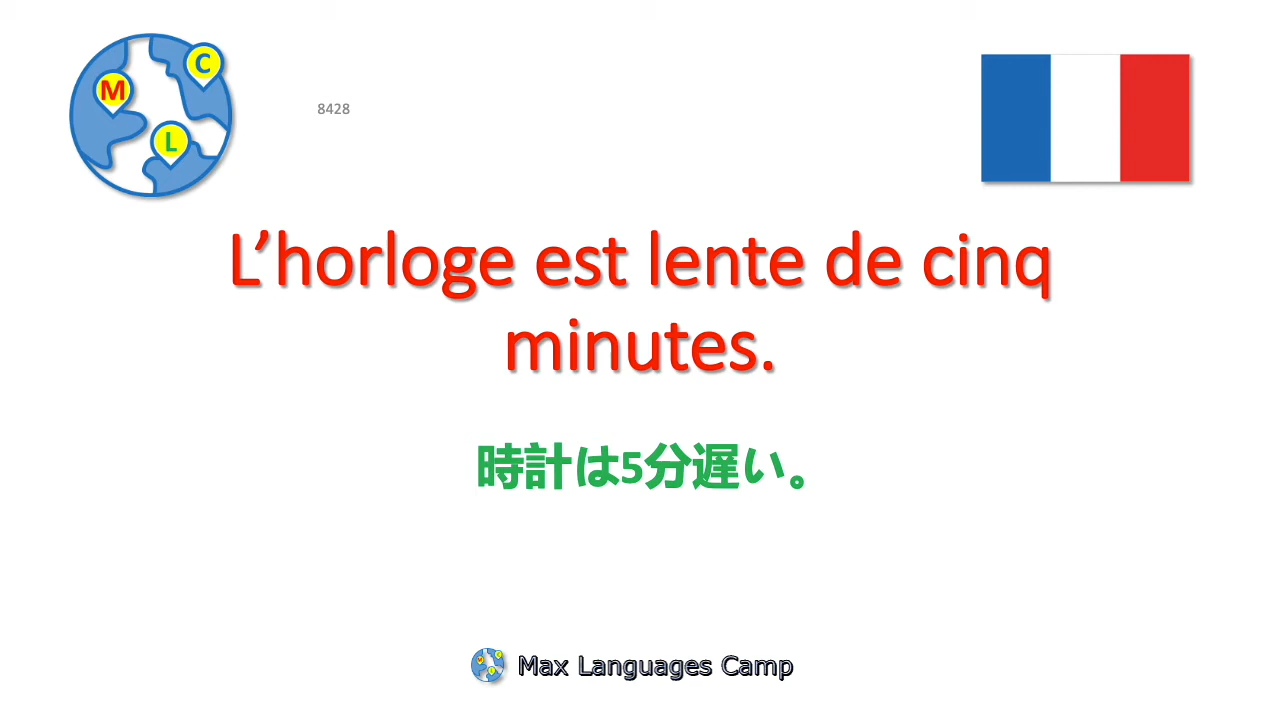 M
C
L
8428
L’horloge est lente de cinq
minutes.
時計は5分遅い。
Max Languages Camp